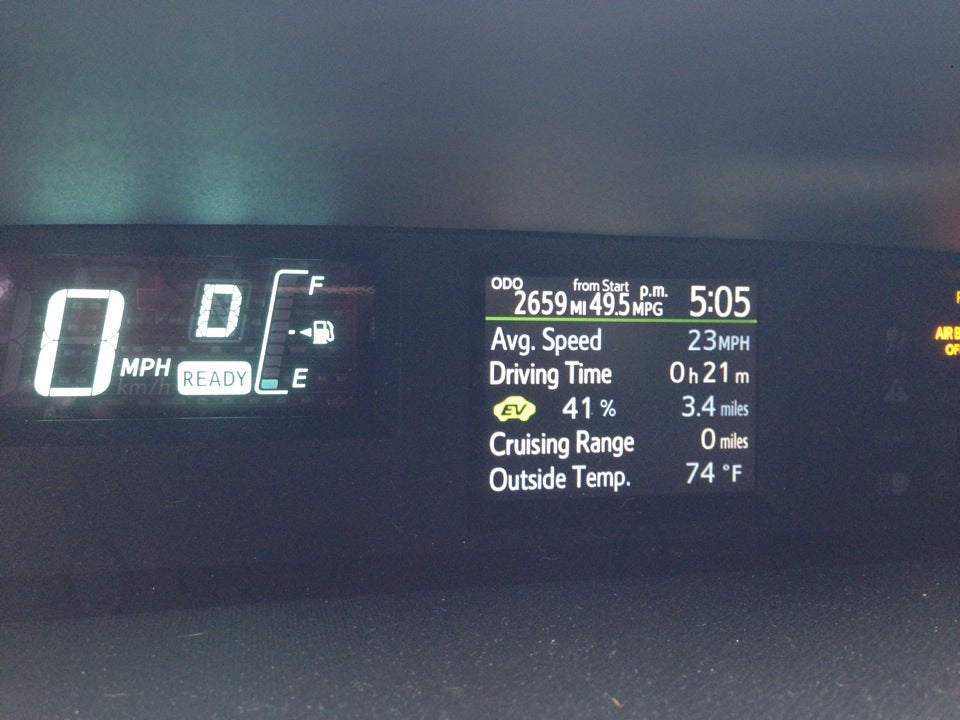 0 MPH
km/h
D
READY
F
E
ODO
2659 MI
from Start
49.5 MPG
p.m. 5:05
Avg. Speed 23 MPH
Driving Time 0 h 21 m
EV 41 % 3.4 miles
Cruising Range 0 miles
Outside Temp. 74 °F